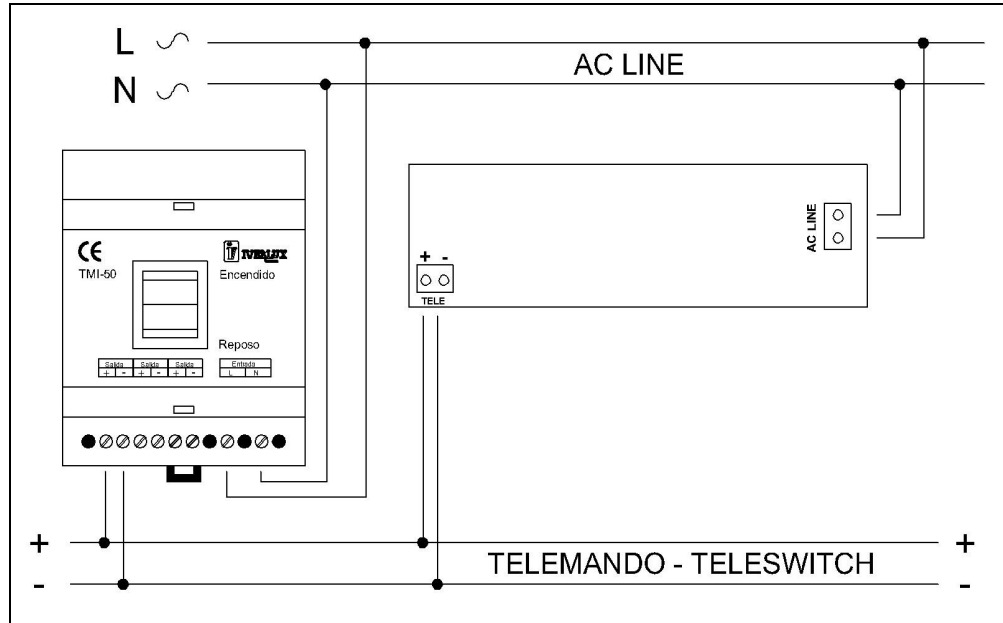 L
AC LINE
N
CE
IVERLUX
TMI-50
Encendido
Reposo
Salida Salida Salida Entrada
+ - + - + - L N
AC LINE
+ -
TELE
+ +
TELEMANDO - TELESWITCH
- -